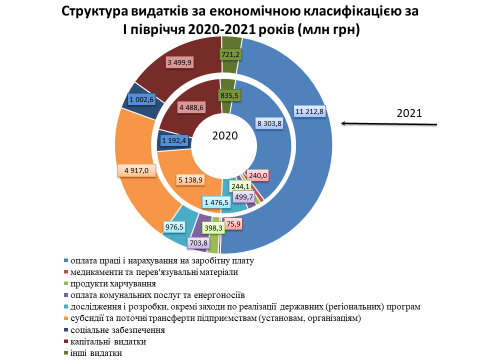 Структура видатків за економічною класифікацією за
І півріччя 2020-2021 років (млн грн)
721,2
3 499,9
835,5
11 212,8
1 002,6
4 488,6
8 303,8
2021
2020
1 192,4
4 917,0
5 138,9
240,0
244,1
1 476,5
499,7
976,5
398,3
75,9
703,8
оплата праці і нарахування на заробітну плату
медикаменти та перев'язувальні матеріали
продукти харчування
оплата комунальних послуг та енергоносіїв
дослідження і розробки, окремі заходи по реалізації державних (регіональних) програм
субсидії та поточні трансферти підприємствам (установам, організаціям)
соціальне забезпечення
капітальні видатки
інші видатки